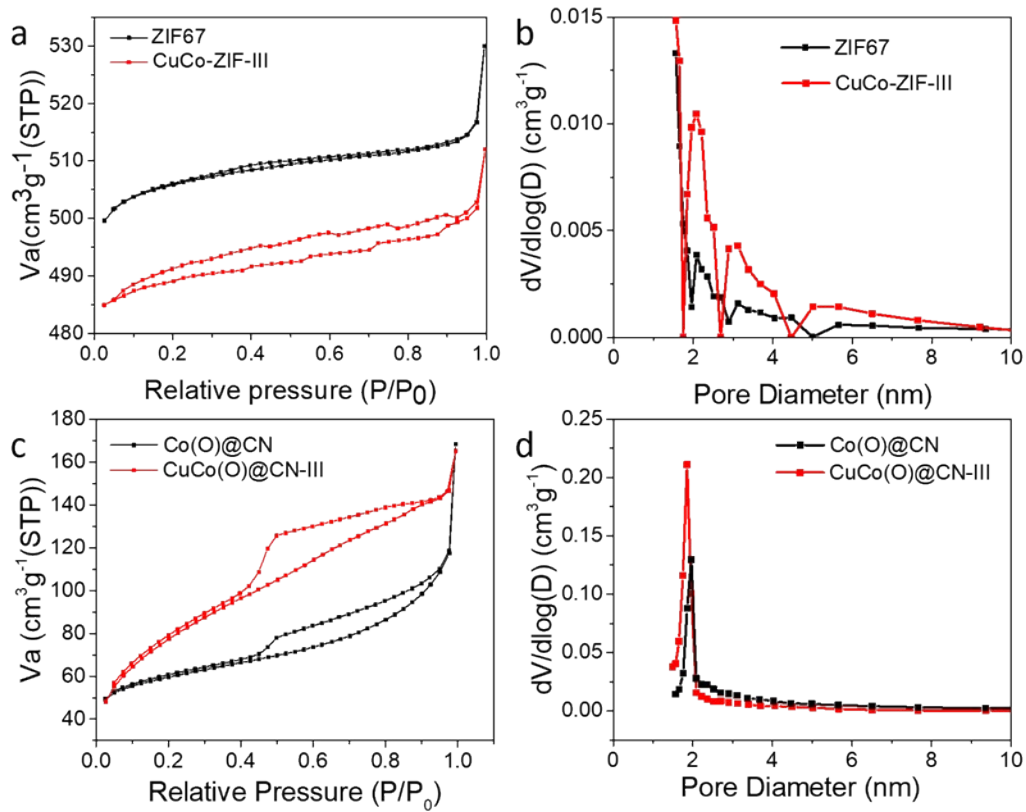 a
530
520
510
500
490
480
Va(cm³g⁻¹(STP))
ZIF67
CuCo-ZIF-III
0.0 0.2 0.4 0.6 0.8 1.0
Relative pressure (P/P₀)
b
0.015
0.010
0.005
0.000
dV/dlog(D) (cm³g⁻¹)
ZIF67
CuCo-ZIF-III
0 2 4 6 8 10
Pore Diameter (nm)
c
180
160
140
120
100
80
60
40
Va (cm³g⁻¹(STP))
Co(O)@CN
CuCo(O)@CN-III
0.0 0.2 0.4 0.6 0.8 1.0
Relative Pressure (P/P₀)
d
0.25
0.20
0.15
0.10
0.05
0.00
dV/dlog(D) (cm³g⁻¹)
Co(O)@CN
CuCo(O)@CN-III
0 2 4 6 8 10
Pore Diameter (nm)